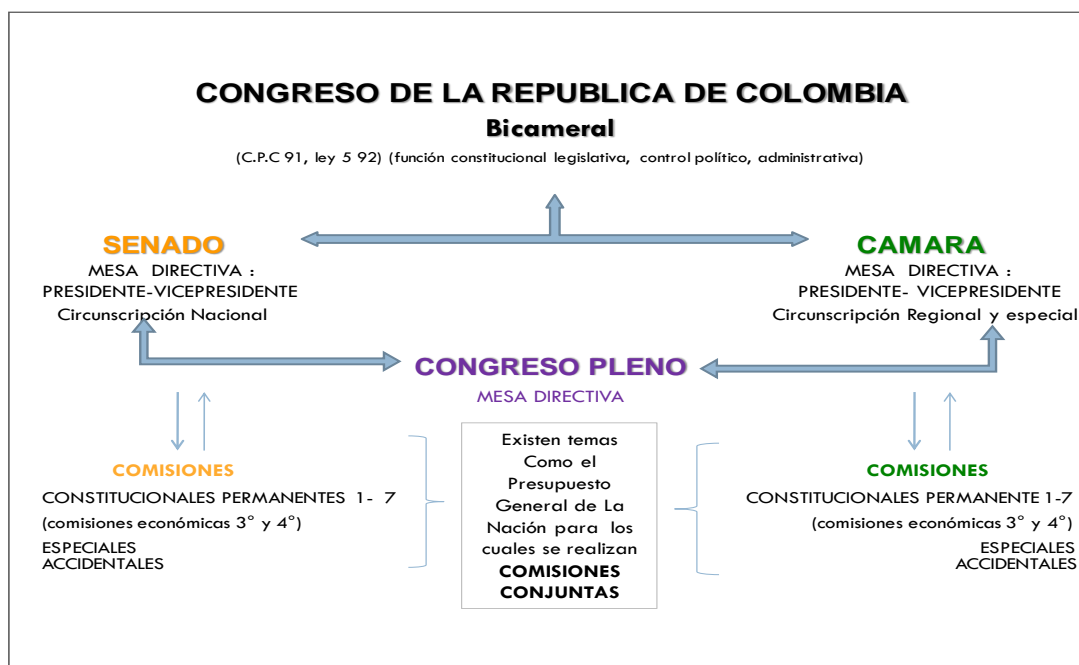 CONGRESO DE LA REPUBLICA DE COLOMBIA
Bicameral
(C.P.C 91, ley 5 92) (función constitucional legislativa, control político, administrativa)
SENADO
MESA DIRECTIVA :
PRESIDENTE-VICEPRESIDENTE
Circunscripción Nacional
CAMARA
MESA DIRECTIVA :
PRESIDENTE- VICEPRESIDENTE
Circunscripción Regional y especial
CONGRESO PLENO
MESA DIRECTIVA
COMISIONES
CONSTITUCIONALES PERMANENTES 1- 7
(comisiones económicas 3° y 4°)
ESPECIALES
ACCIDENTALES
Existen temas
Como el
Presupuesto
General de La
Nación para los
cuales se realizan
COMISIONES
CONJUNTAS
COMISIONES
CONSTITUCIONALES PERMANENTE 1-7
(comisiones económicas 3° y 4°)
ESPECIALES
ACCIDENTALES